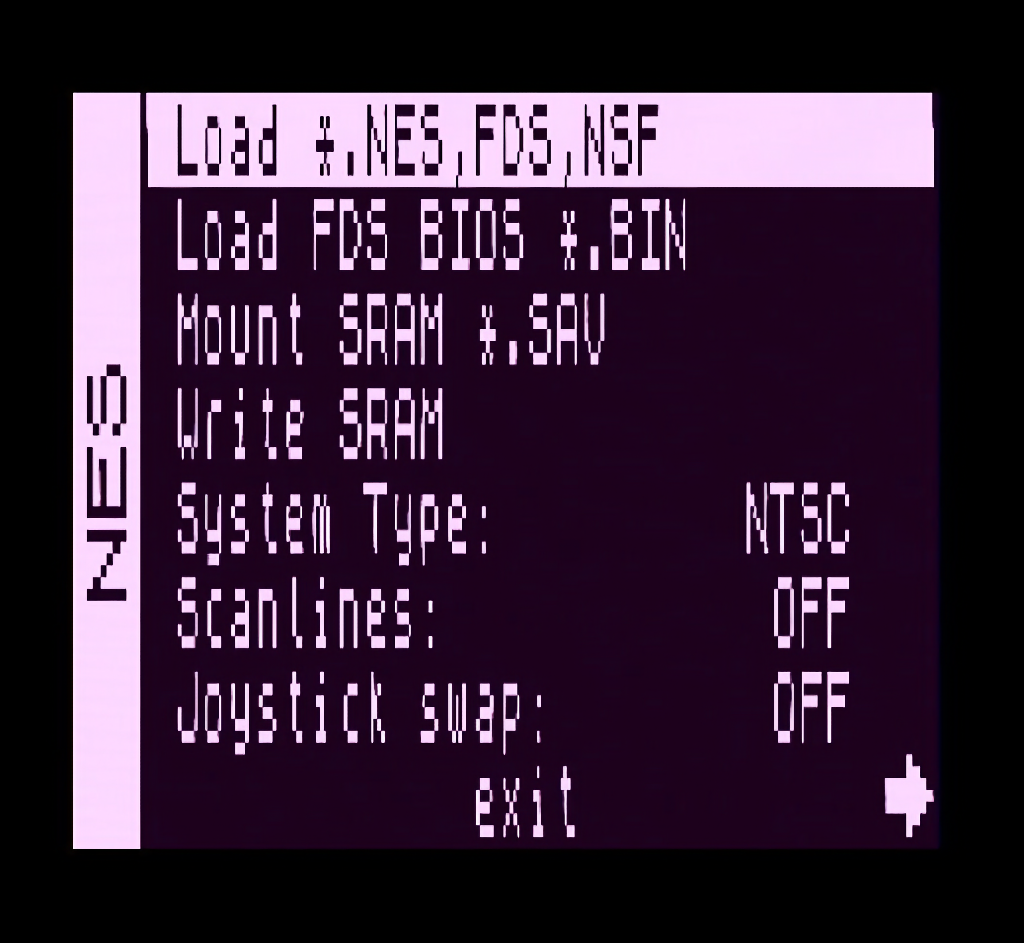 NES
Load *.NES,FDS,NSF
Load FDS BIOS *.BIN
Mount SRAM *.SAV
Write SRAM
System Type: NTSC
Scanlines: OFF
Joystick swap: OFF
exit